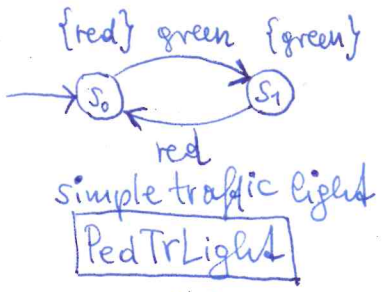 {red} green {green}
S₀ S₁
red
simple traffic light
PedTrLight